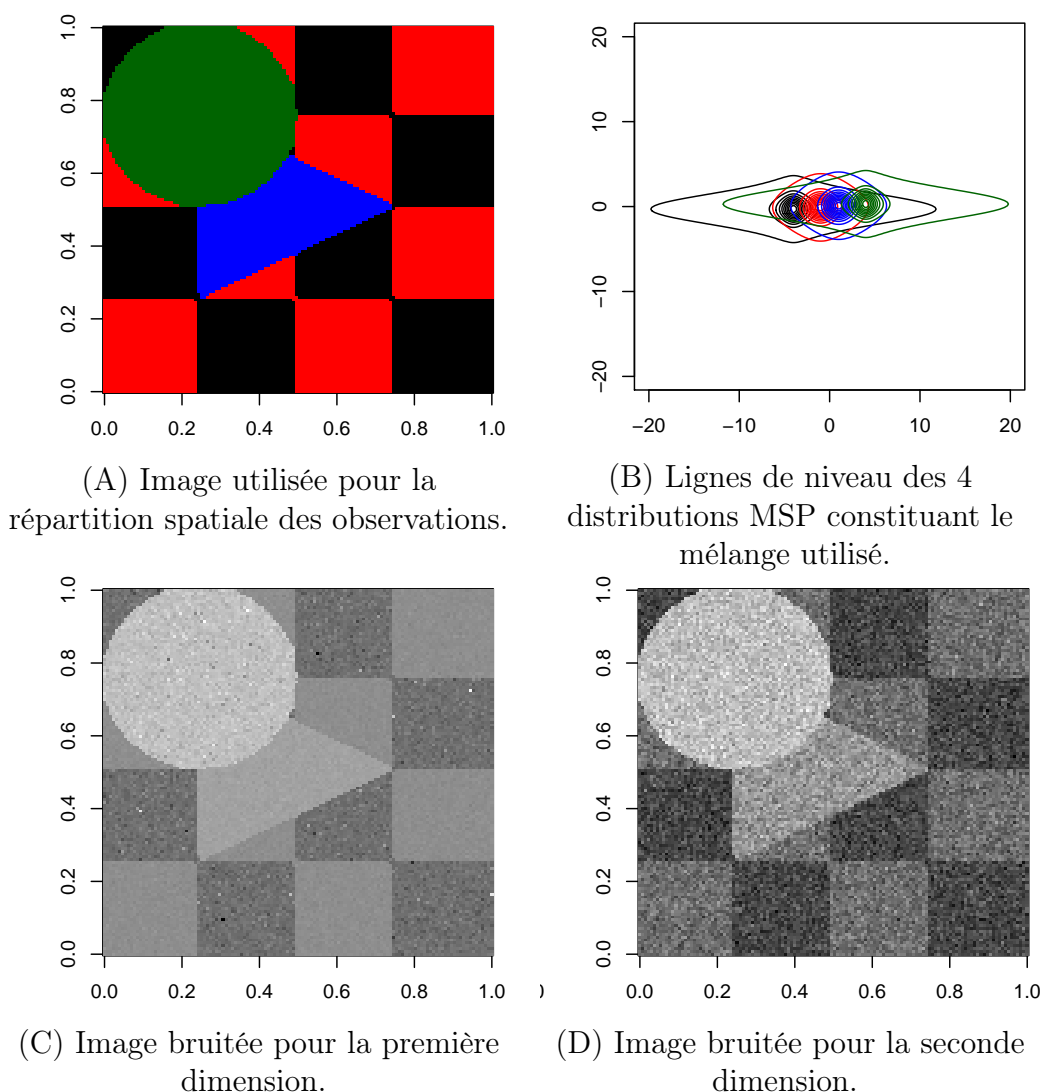 1.0
0.8
0.6
0.4
0.2
0.0
0.0 0.2 0.4 0.6 0.8 1.0
20
10
0
−10
−20
−20 −10 0 10 20
(A) Image utilisée pour la
répartition spatiale des observations.
(B) Lignes de niveau des 4
distributions MSP constituant le
mélange utilisé.
1.0
0.8
0.6
0.4
0.2
0.0
0.0 0.2 0.4 0.6 0.8 1.0
1.0
0.8
0.6
0.4
0.2
0.0
0.0 0.2 0.4 0.6 0.8 1.0
(C) Image bruitée pour la première
dimension.
(D) Image bruitée pour la seconde
dimension.